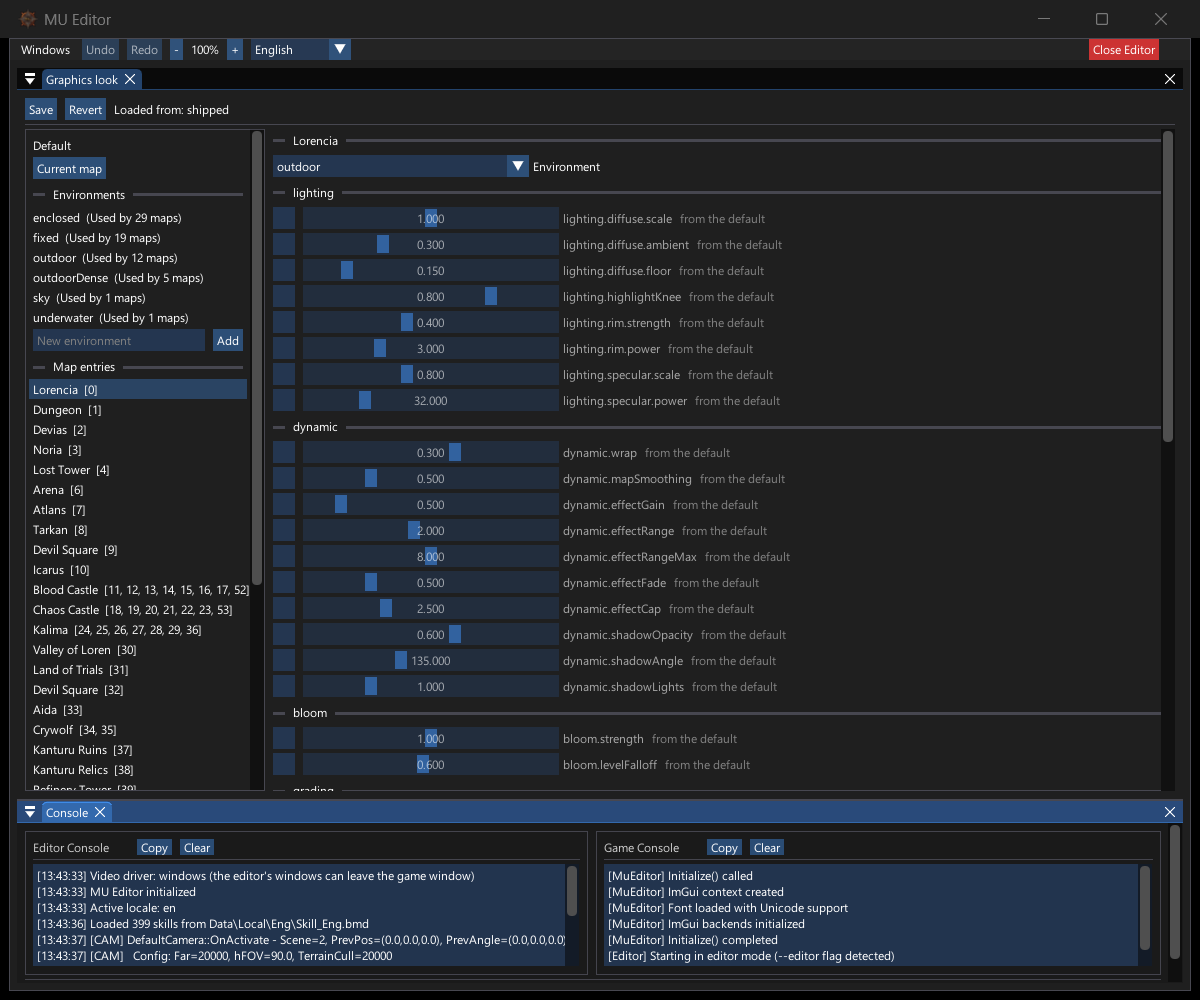 MU Editor
Windows Undo Redo - 100% + English Close Editor
Graphics look
Save Revert Loaded from: shipped
Default
Current map
Environments
enclosed (Used by 29 maps)
fixed (Used by 19 maps)
outdoor (Used by 12 maps)
outdoorDense (Used by 5 maps)
sky (Used by 1 maps)
underwater (Used by 1 maps)
New environment Add
Map entries
Lorencia [0]
Dungeon [1]
Devias [2]
Noria [3]
Lost Tower [4]
Arena [6]
Atlans [7]
Tarkan [8]
Devil Square [9]
Icarus [10]
Blood Castle [11, 12, 13, 14, 15, 16, 17, 52]
Chaos Castle [18, 19, 20, 21, 22, 23, 53]
Kalima [24, 25, 26, 27, 28, 29, 36]
Valley of Loren [30]
Land of Trials [31]
Devil Square [32]
Aida [33]
Crywolf [34, 35]
Kanturu Ruins [37]
Kanturu Relics [38]
Refinery Tower [39]
Lorencia
outdoor Environment
lighting
1.000 lighting.diffuse.scale from the default
0.300 lighting.diffuse.ambient from the default
0.150 lighting.diffuse.floor from the default
0.800 lighting.highlightKnee from the default
0.400 lighting.rim.strength from the default
3.000 lighting.rim.power from the default
0.800 lighting.specular.scale from the default
32.000 lighting.specular.power from the default
dynamic
0.300 dynamic.wrap from the default
0.500 dynamic.mapSmoothing from the default
0.500 dynamic.effectGain from the default
2.000 dynamic.effectRange from the default
8.000 dynamic.effectRangeMax from the default
0.500 dynamic.effectFade from the default
2.500 dynamic.effectCap from the default
0.600 dynamic.shadowOpacity from the default
135.000 dynamic.shadowAngle from the default
1.000 dynamic.shadowLights from the default
bloom
1.000 bloom.strength from the default
0.600 bloom.levelFalloff from the default
grading
Console
Editor Console Copy Clear
[13:43:33] Video driver: windows (the editor's windows can leave the game window)
[13:43:33] MU Editor initialized
[13:43:33] Active locale: en
[13:43:36] Loaded 399 skills from Data\Local\Eng\Skill_Eng.bmd
[13:43:37] [CAM] DefaultCamera::OnActivate - Scene=2, PrevPos=(0.0,0.0,0.0), PrevAngle=(0.0,0.0,0.0)
[13:43:37] [CAM] Config: Far=20000, hFOV=90.0, TerrainCull=20000
Game Console Copy Clear
[MuEditor] Initialize() called
[MuEditor] ImGui context created
[MuEditor] Font loaded with Unicode support
[MuEditor] ImGui backends initialized
[MuEditor] Initialize() completed
[Editor] Starting in editor mode (--editor flag detected)